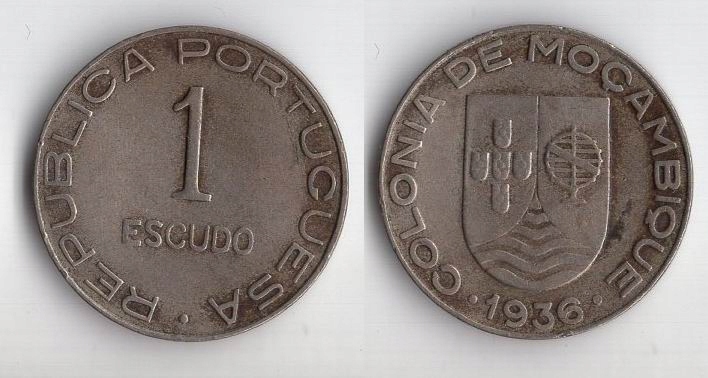 REPUBLICA PORTUGUESA
1
ESCUDO
COLONIA DE MOÇAMBIQUE
1936